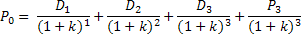 P₀ = D₁/(1 + k)¹ + D₂/(1 + k)² + D₃/(1 + k)³ + P₃/(1 + k)³